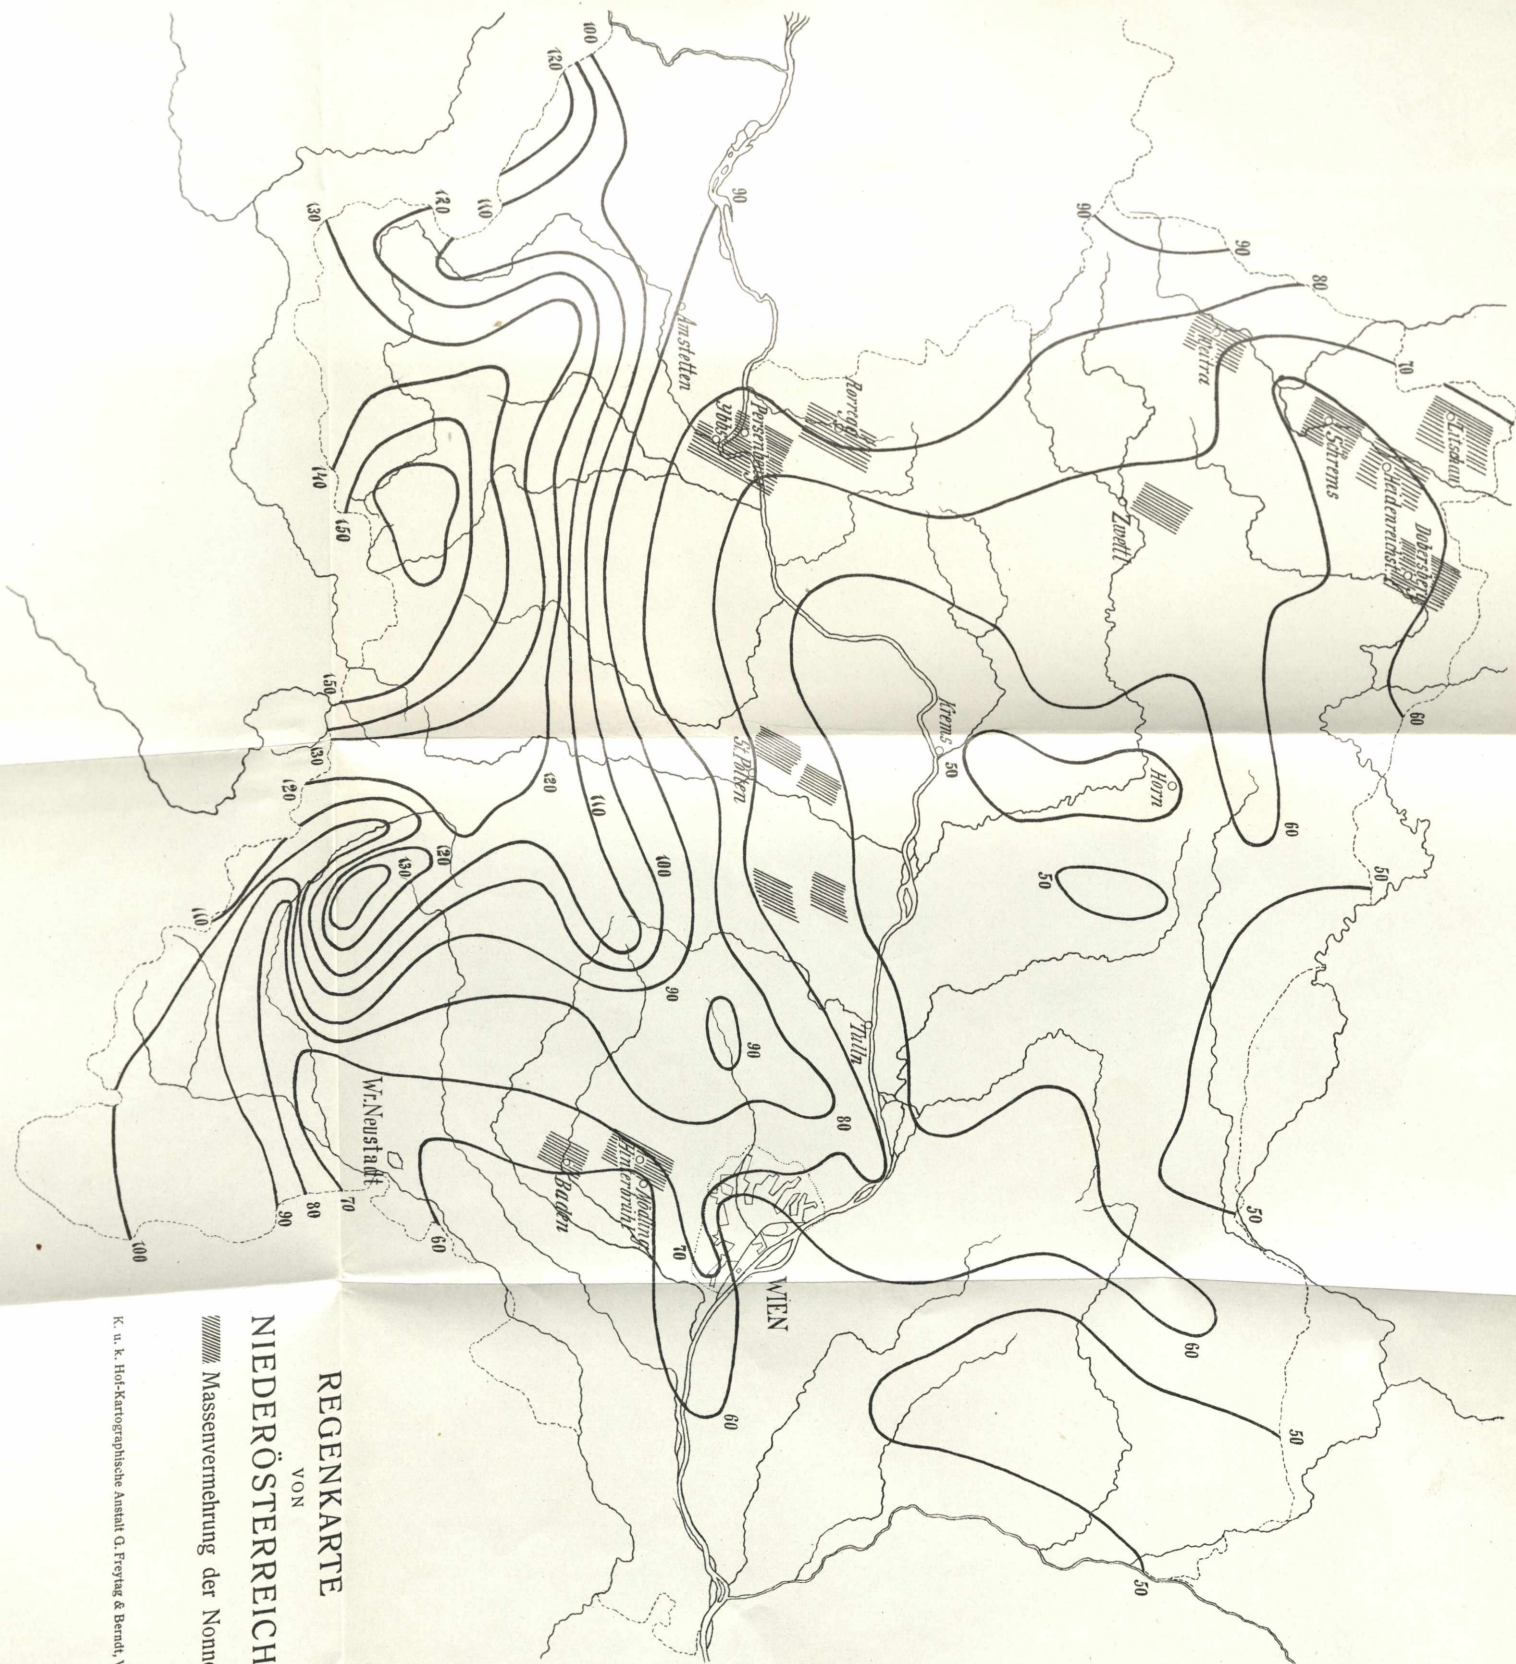 REGENKARTE
VON
NIEDERÖSTERREICH
Massenvermehrung der Nonne
K. u. k. Hof-Kartographische Anstalt G. Freytag & Berndt,
Litschau
Schrems
Heidenreichstein
Dobersberg
Zwettl
Horn
Krems
Rorregg
Persenbeug
Ybbs
Amstetten
St. Pölten
Tulln
WIEN
Mödling
Hinterbrühl
Baden
Wr. Neustadt
100
120
110
120
130
140
150
150
130
120
110
120
110
100
90
120
130
90
90
80
70
60
60
50
50
50
50
50
50
60
60
90
80
70
60
70
80
90
100
90